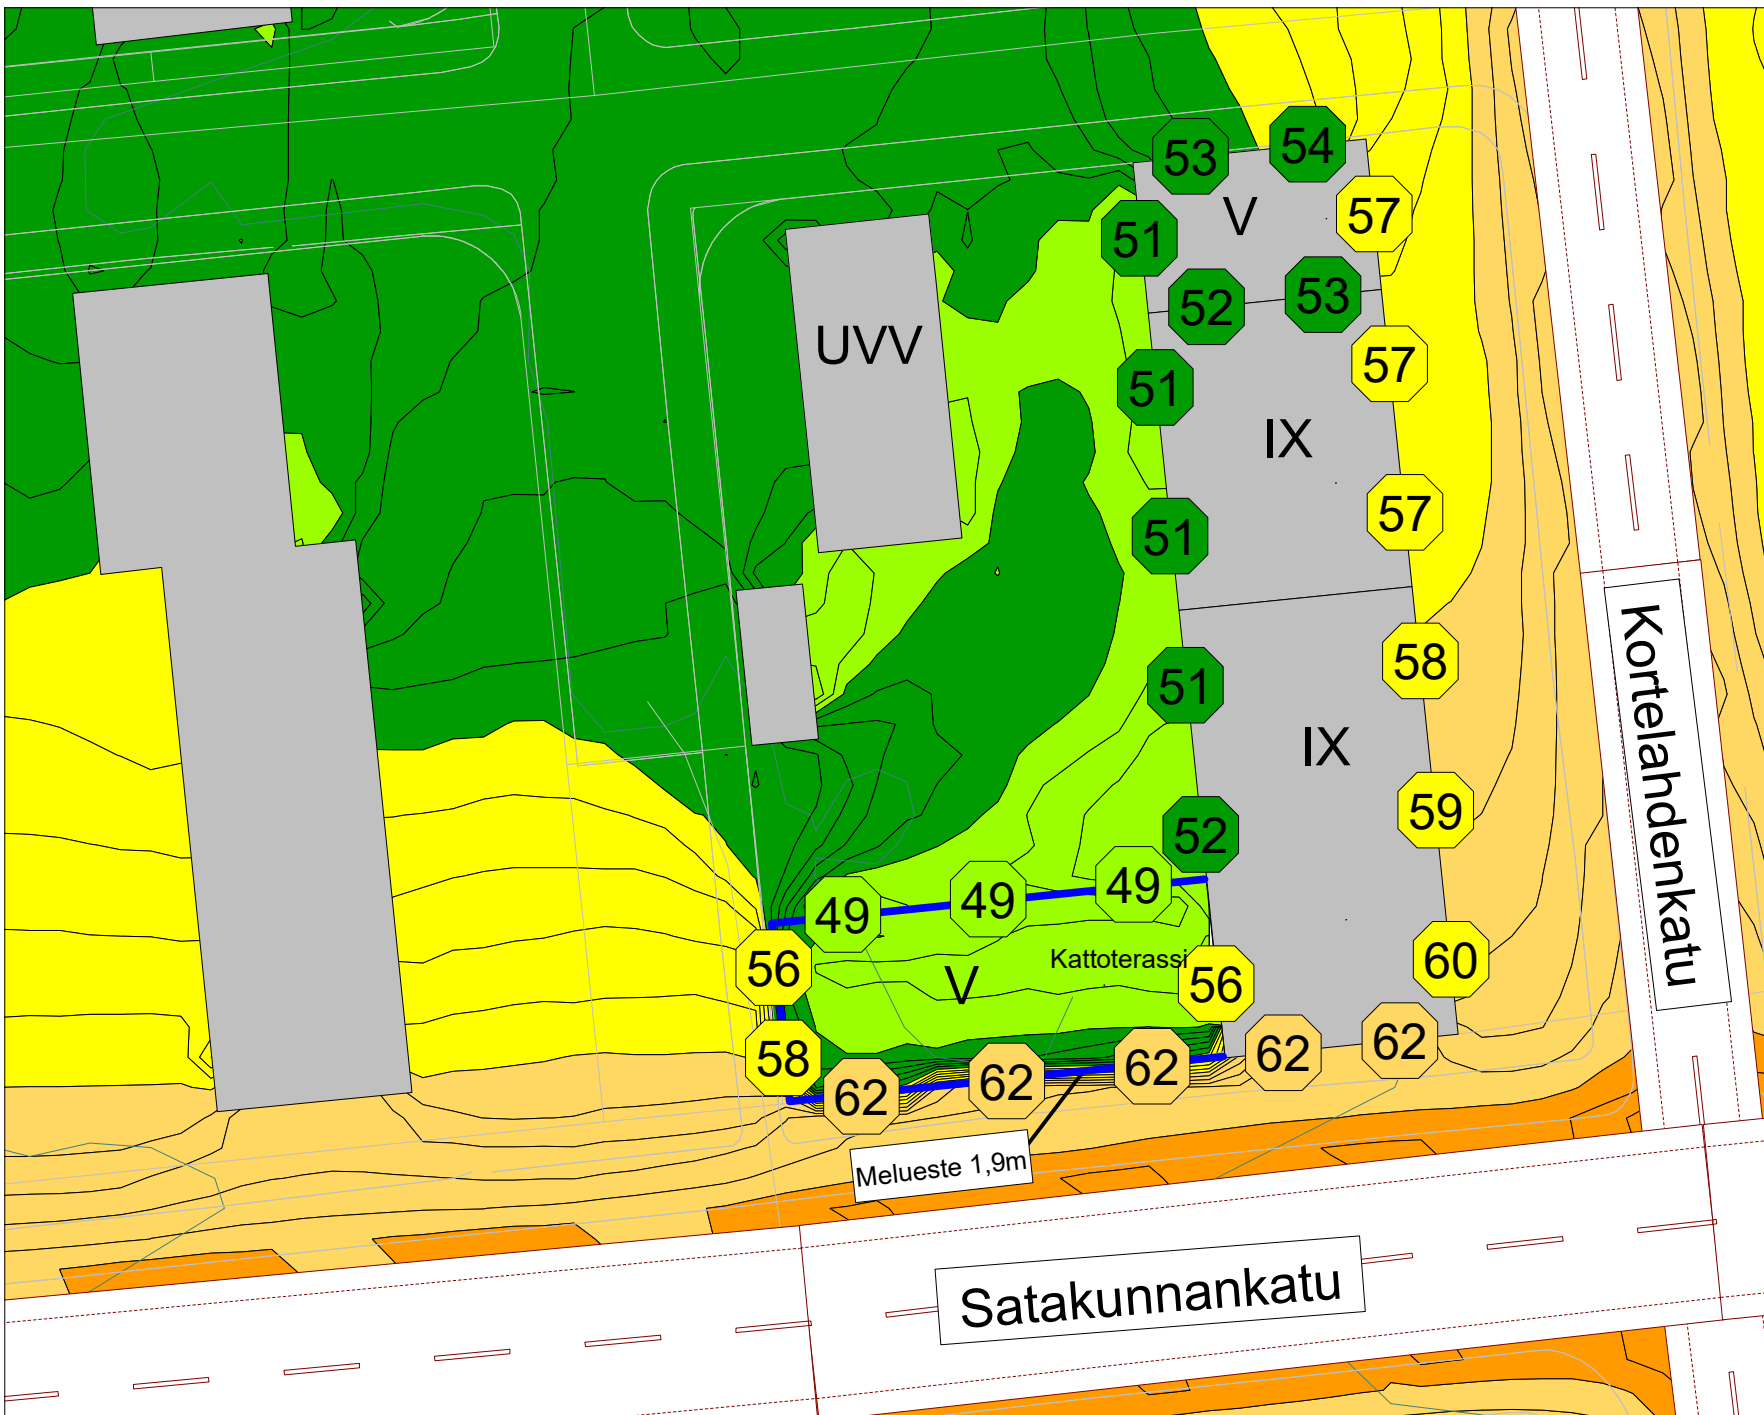 53
54
51
V
57
52
53
UVV
57
51
IX
57
51
58
51
IX
59
52
49
49
49
56
V
Kattoterassi
56
60
58
62
62
62
62
62
Melueste 1,9m
Kortelahdenkatu
Satakunnankatu